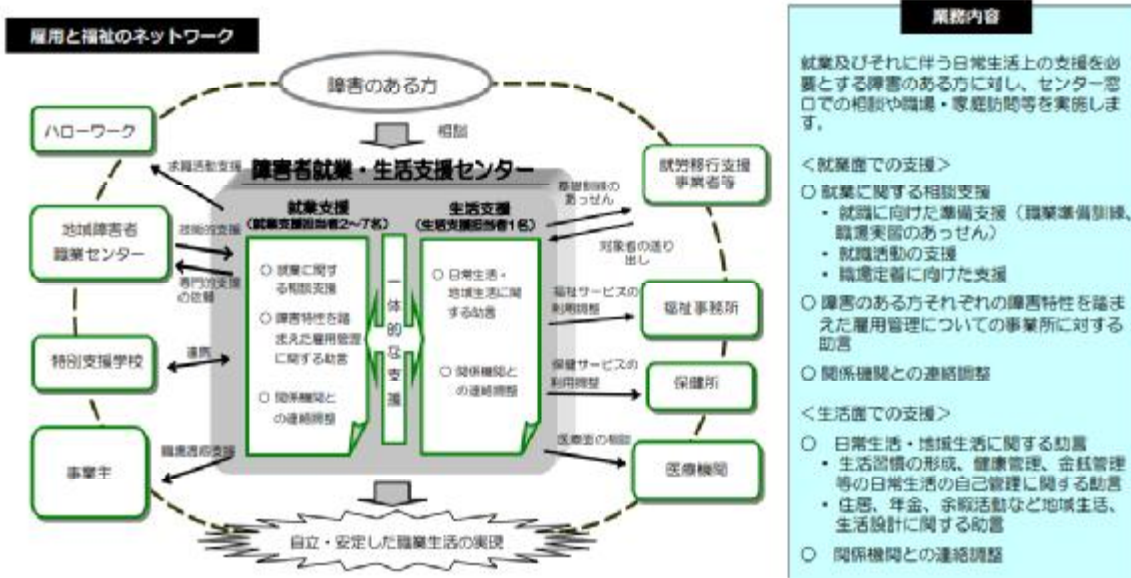 雇用と福祉のネットワーク
障害のある方
相談
ハローワーク
求職活動支援
地域障害者
職業センター
技術的支援
専門的支援
の依頼
特別支援学校
連携
事業主
職場適応支援
障害者就業・生活支援センター
就業支援
(就業支援担当者2~7名)
○ 就業に関す
る相談支援
○ 障害特性を踏
まえた雇用管理
に関する助言
○ 関係機関と
の連絡調整
一体的な支援
生活支援
(生活支援担当者1名)
○ 日常生活・
地域生活に関
する助言
○ 関係機関と
の連絡調整
基礎訓練の
あっせん
就労移行支援
事業者等
対象者の送り
出し
福祉サービスの
利用調整
福祉事務所
保健サービスの
利用調整
保健所
医療面の相談
医療機関
自立・安定した職業生活の実現
業務内容
就業及びそれに伴う日常生活上の支援を必
要とする障害のある方に対し、センター窓
口での相談や職場・家庭訪問等を実施しま
す。
<就業面での支援>
○ 就業に関する相談支援
・ 就職に向けた準備支援（職業準備訓練、
職場実習のあっせん）
・ 就職活動の支援
・ 職場定着に向けた支援
○ 障害のある方それぞれの障害特性を踏ま
えた雇用管理についての事業所に対する
助言
○ 関係機関との連絡調整
<生活面での支援>
○ 日常生活・地域生活に関する助言
・ 生活習慣の形成、健康管理、金銭管理
等の日常生活の自己管理に関する助言
・ 住居、年金、余暇活動など地域生活、
生活設計に関する助言
○ 関係機関との連絡調整